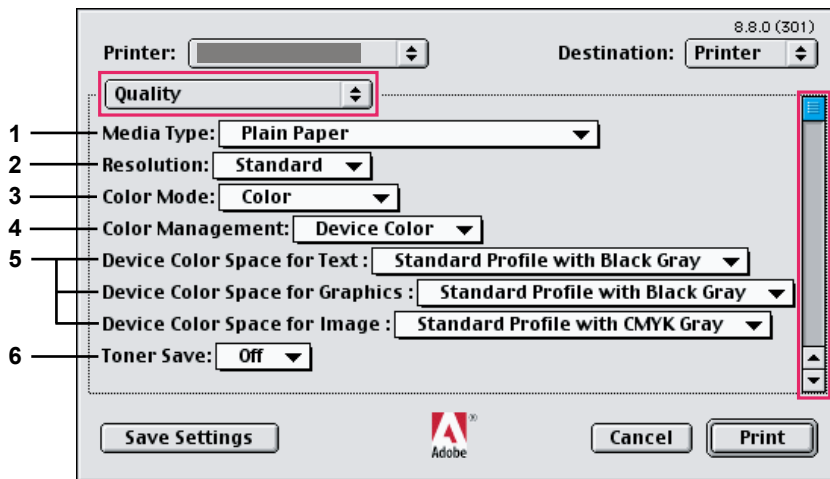 8.8.0 (301)
Printer: Destination: Printer
Quality
1 Media Type: Plain Paper
2 Resolution: Standard
3 Color Mode: Color
4 Color Management: Device Color
5 Device Color Space for Text : Standard Profile with Black Gray
Device Color Space for Graphics : Standard Profile with Black Gray
Device Color Space for Image : Standard Profile with CMYK Gray
6 Toner Save: Off
Save Settings Adobe ® Cancel Print